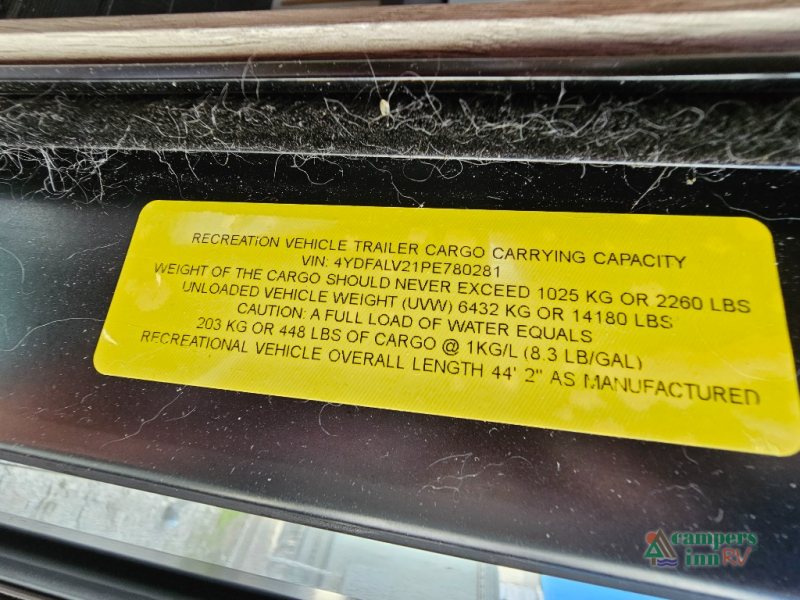 RECREATION VEHICLE TRAILER CARGO CARRYING CAPACITY
VIN: 4YDFALV21PE780281
WEIGHT OF THE CARGO SHOULD NEVER EXCEED 1025 KG OR 2260 LBS
UNLOADED VEHICLE WEIGHT (UVW) 6432 KG OR 14180 LBS
CAUTION: A FULL LOAD OF WATER EQUALS
203 KG OR 448 LBS OF CARGO @ 1KG/L (8.3 LB/GAL)
RECREATIONAL VEHICLE OVERALL LENGTH 44' 2" AS MANUFACTURED
campers
inn RV